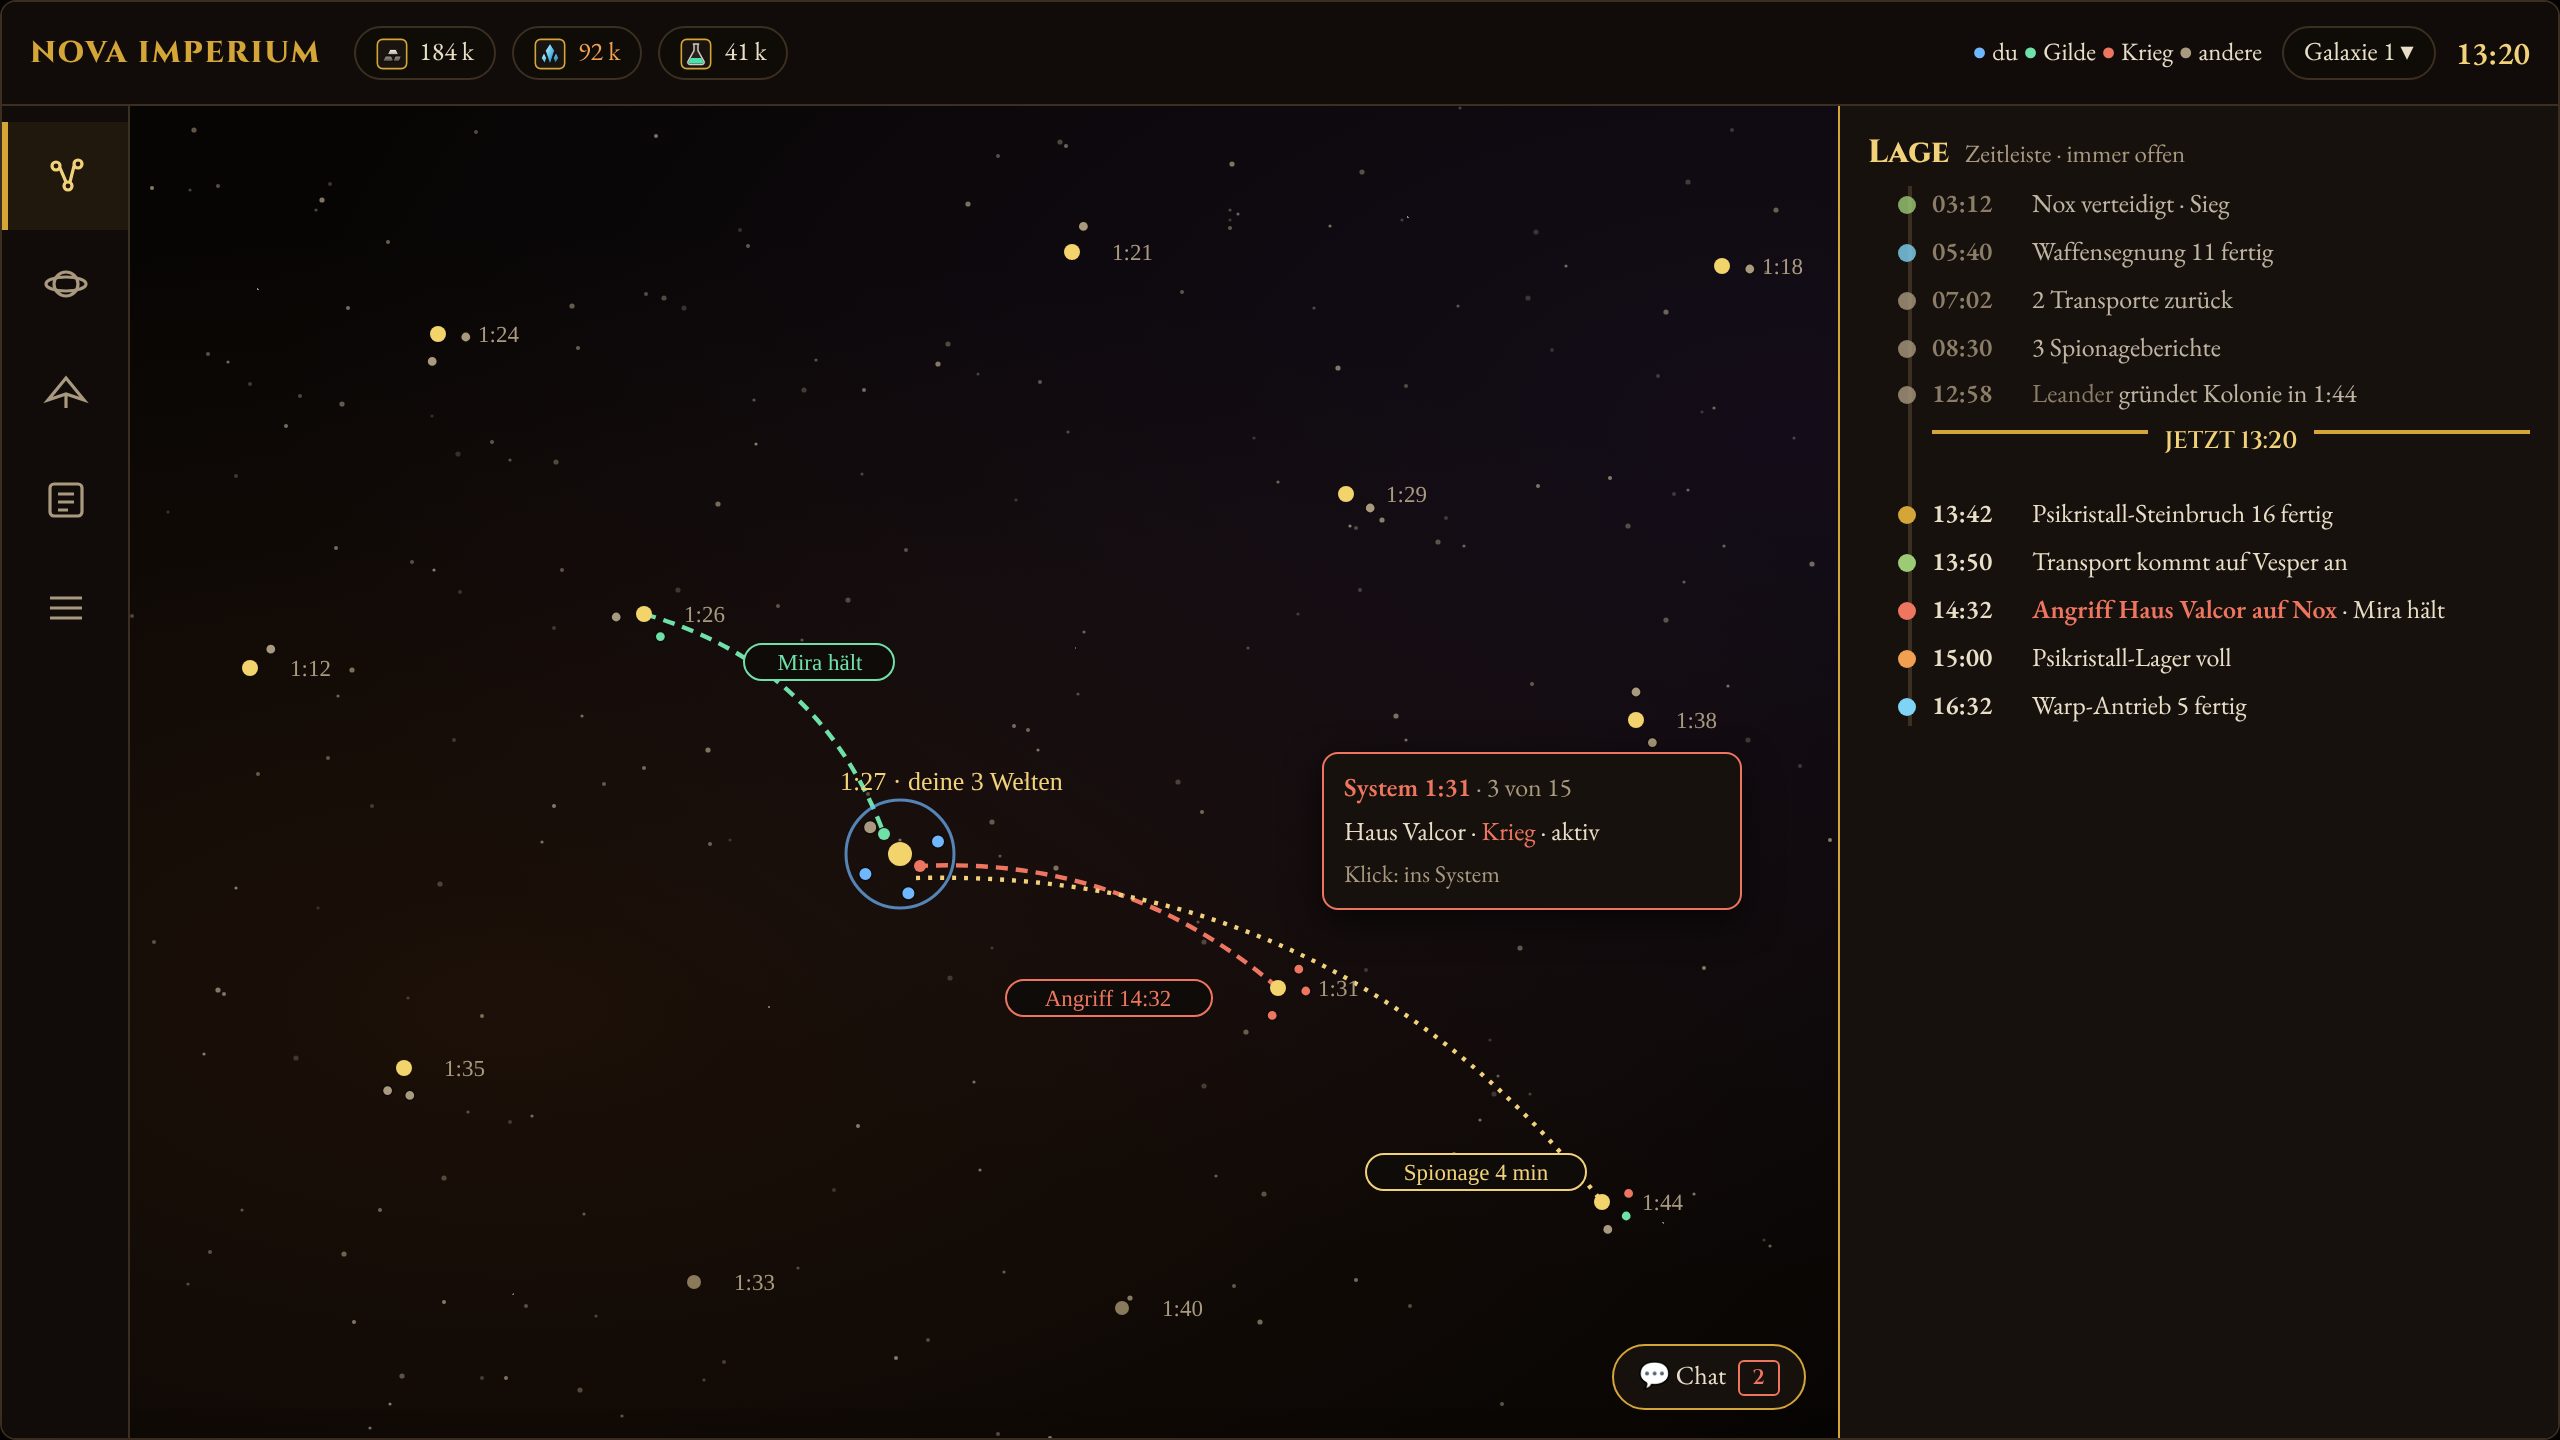 NOVA IMPERIUM
184 k
92 k
41 k
du Gilde Krieg andere
Galaxie 1 ▾
13:20
1:21
1:18
1:24
1:29
1:26
Mira hält
1:12
1:38
1:27 · deine 3 Welten
System 1:31 · 3 von 15
Haus Valcor · Krieg · aktiv
Klick: ins System
Angriff 14:32
1:31
1:35
Spionage 4 min
1:44
1:33
1:40
💬 Chat 2
LAGE Zeitleiste · immer offen
03:12 Nox verteidigt · Sieg
05:40 Waffensegnung 11 fertig
07:02 2 Transporte zurück
08:30 3 Spionageberichte
12:58 Leander gründet Kolonie in 1:44
JETZT 13:20
13:42 Psikristall-Steinbruch 16 fertig
13:50 Transport kommt auf Vesper an
14:32 Angriff Haus Valcor auf Nox · Mira hält
15:00 Psikristall-Lager voll
16:32 Warp-Antrieb 5 fertig